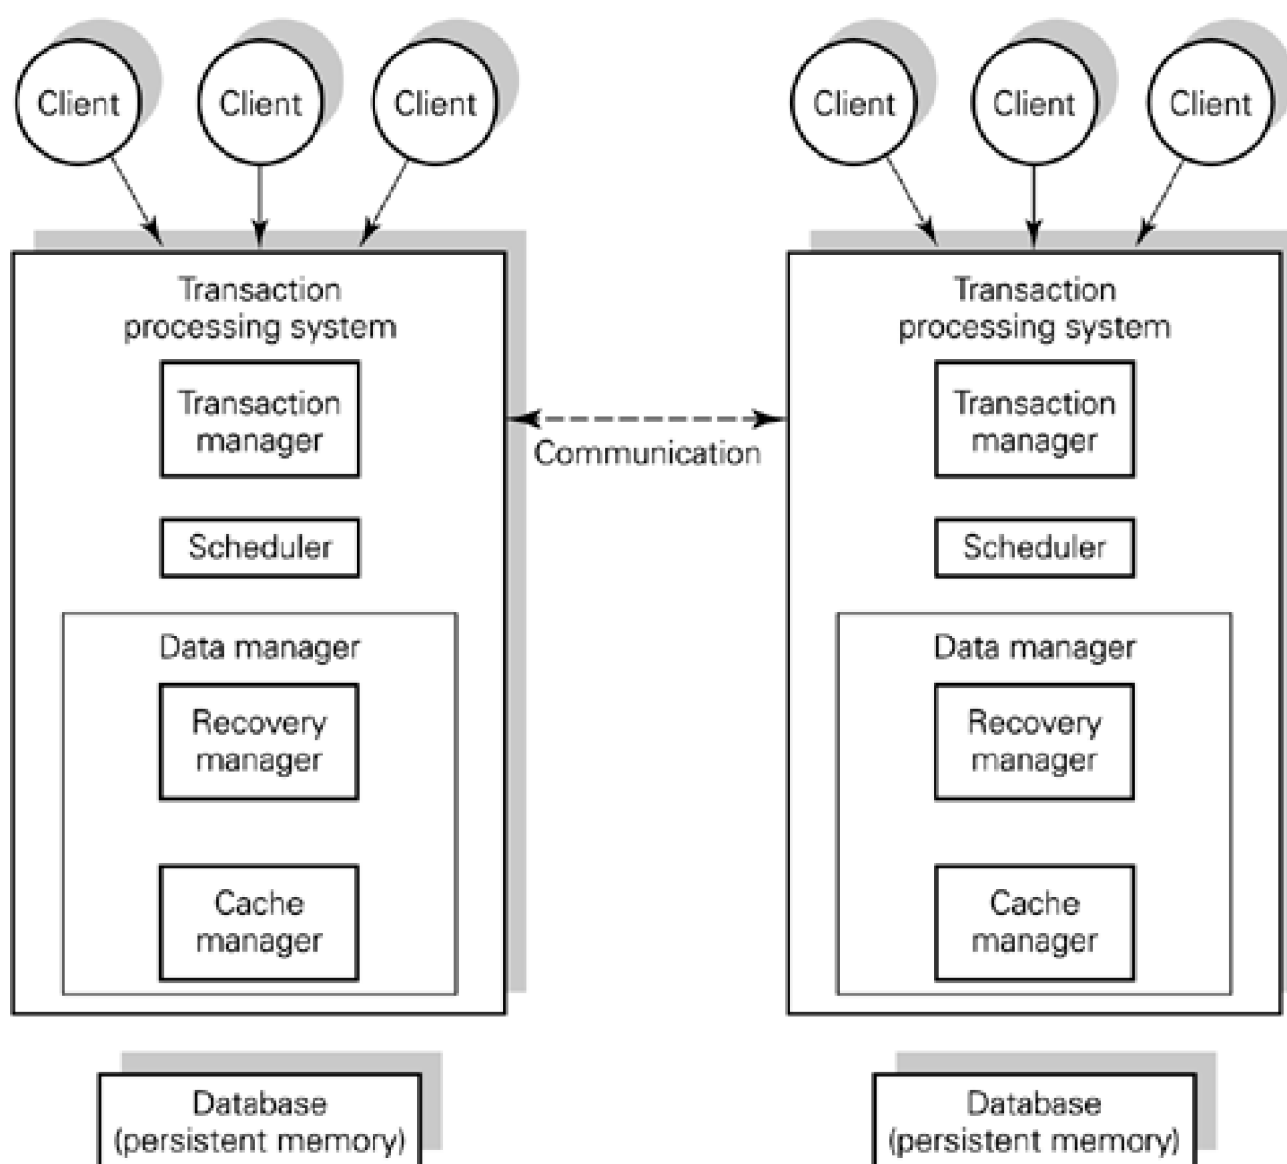 Client Client Client Client Client Client
Transaction
processing system
Transaction
manager
Scheduler
Data manager
Recovery
manager
Cache
manager
Database
(persistent memory)
Communication
Transaction
processing system
Transaction
manager
Scheduler
Data manager
Recovery
manager
Cache
manager
Database
(persistent memory)